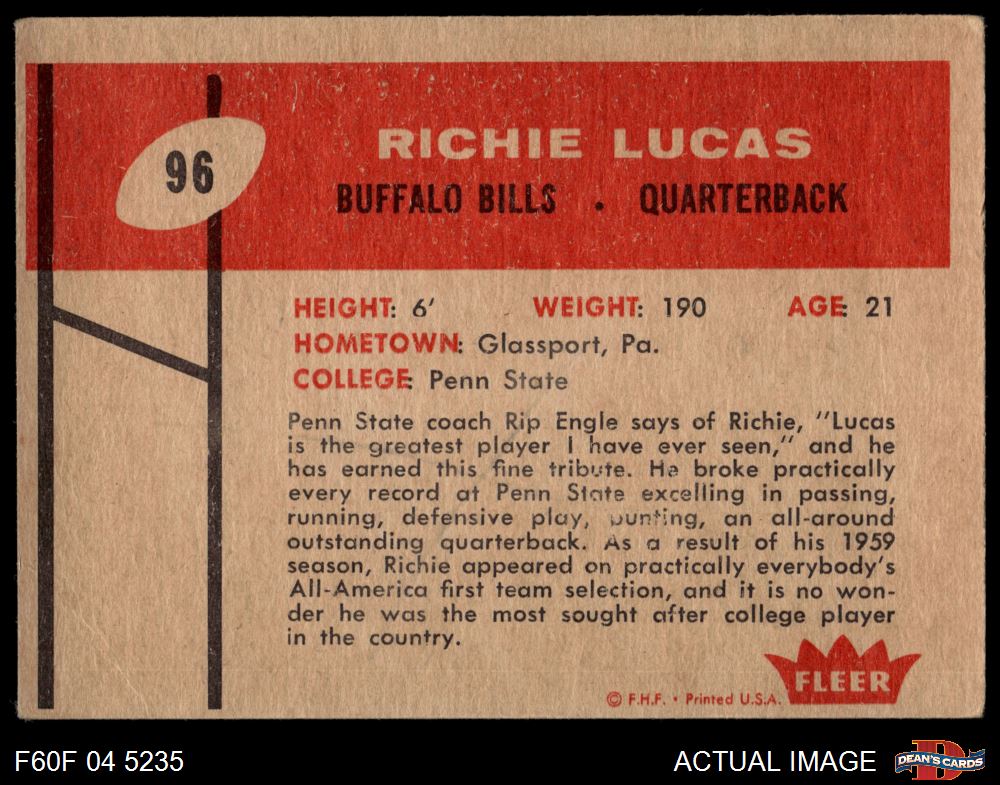 96
RICHIE LUCAS
BUFFALO BILLS . QUARTERBACK
HEIGHT: 6' WEIGHT: 190 AGE: 21
HOMETOWN: Glassport, Pa.
COLLEGE: Penn State
Penn State coach Rip Engle says of Richie, "Lucas
is the greatest player I have ever seen," and he
has earned this fine tribute. He broke practically
every record at Penn State excelling in passing,
running, defensive play, punting, an all-around
outstanding quarterback. As a result of his 1959
season, Richie appeared on practically everybody's
All-America first team selection, and it is no won-
der he was the most sought after college player
in the country.
FLEER
© F.H.F. • Printed U.S.A.
F60F 04 5235
ACTUAL IMAGE
D
DEAN'S CARDS